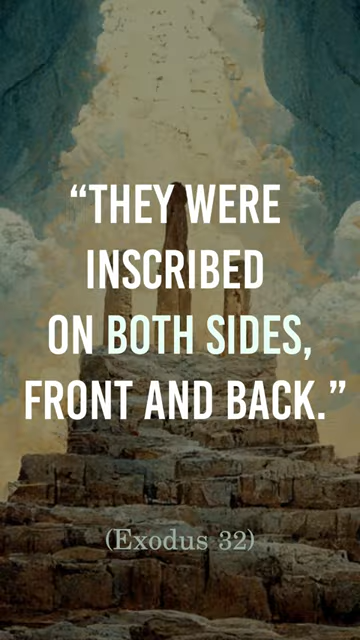 “THEY WERE
INSCRIBED
ON BOTH SIDES,
FRONT AND BACK.”
(Exodus 32)